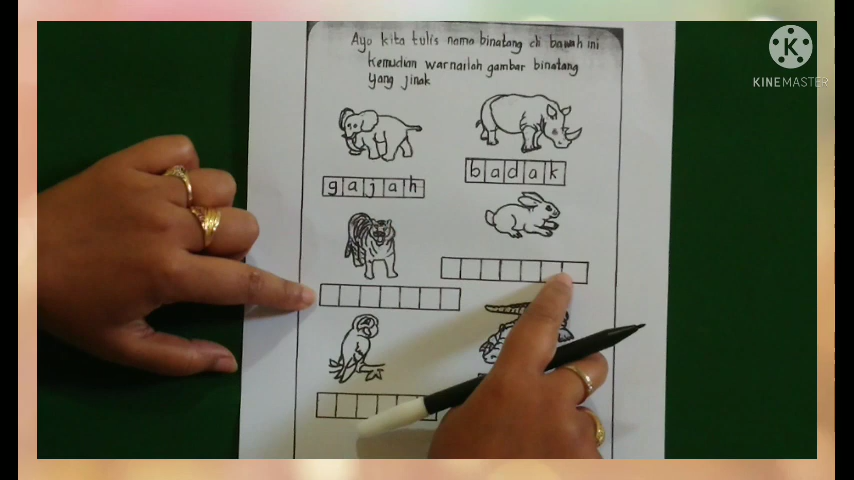 Ayo kita tulis nama binatang di bawah ini
kemudian warnailah gambar binatang
yang jinak
gajah
badak
K
KINEMASTER